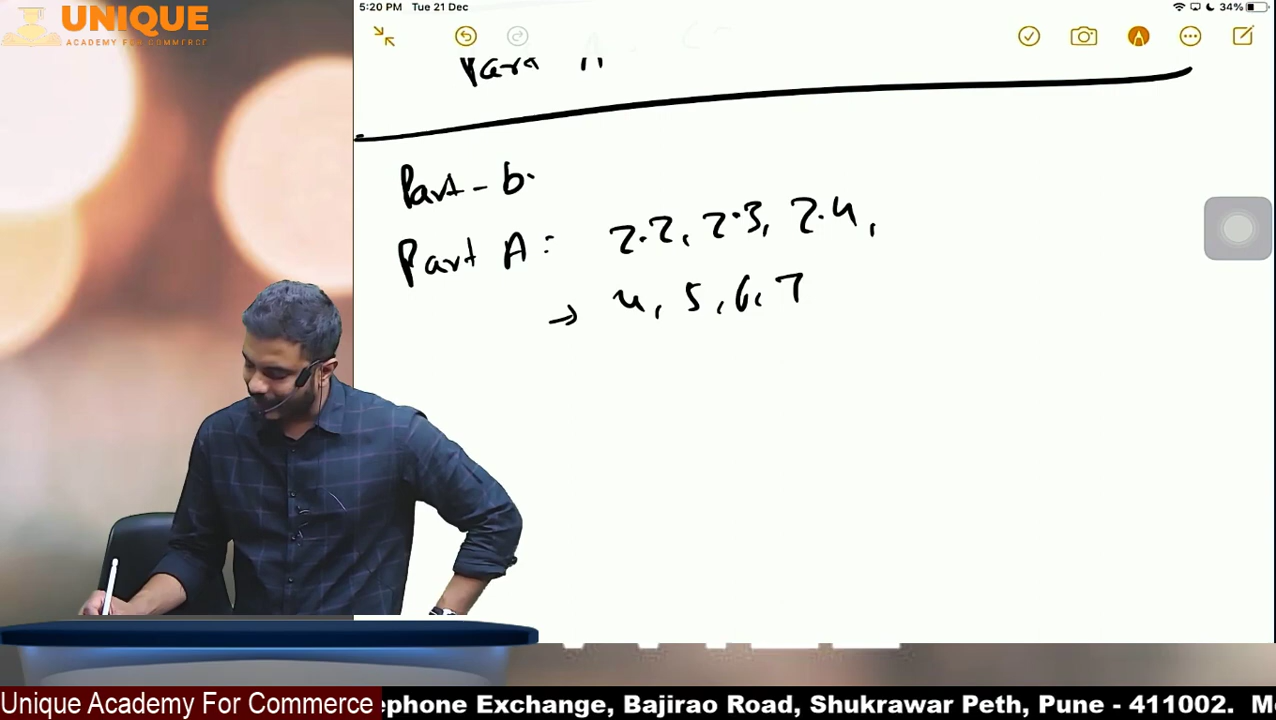 UNIQUE
ACADEMY FOR COMMERCE
5:20 PM Tue 21 Dec
34%
Part A
Part - b.
Part A : 2.2, 2.3, 2.4,
→ 4, 5, 6, 7
Unique Academy For Commerce
ephone Exchange, Bajirao Road, Shukrawar Peth, Pune - 411002. M